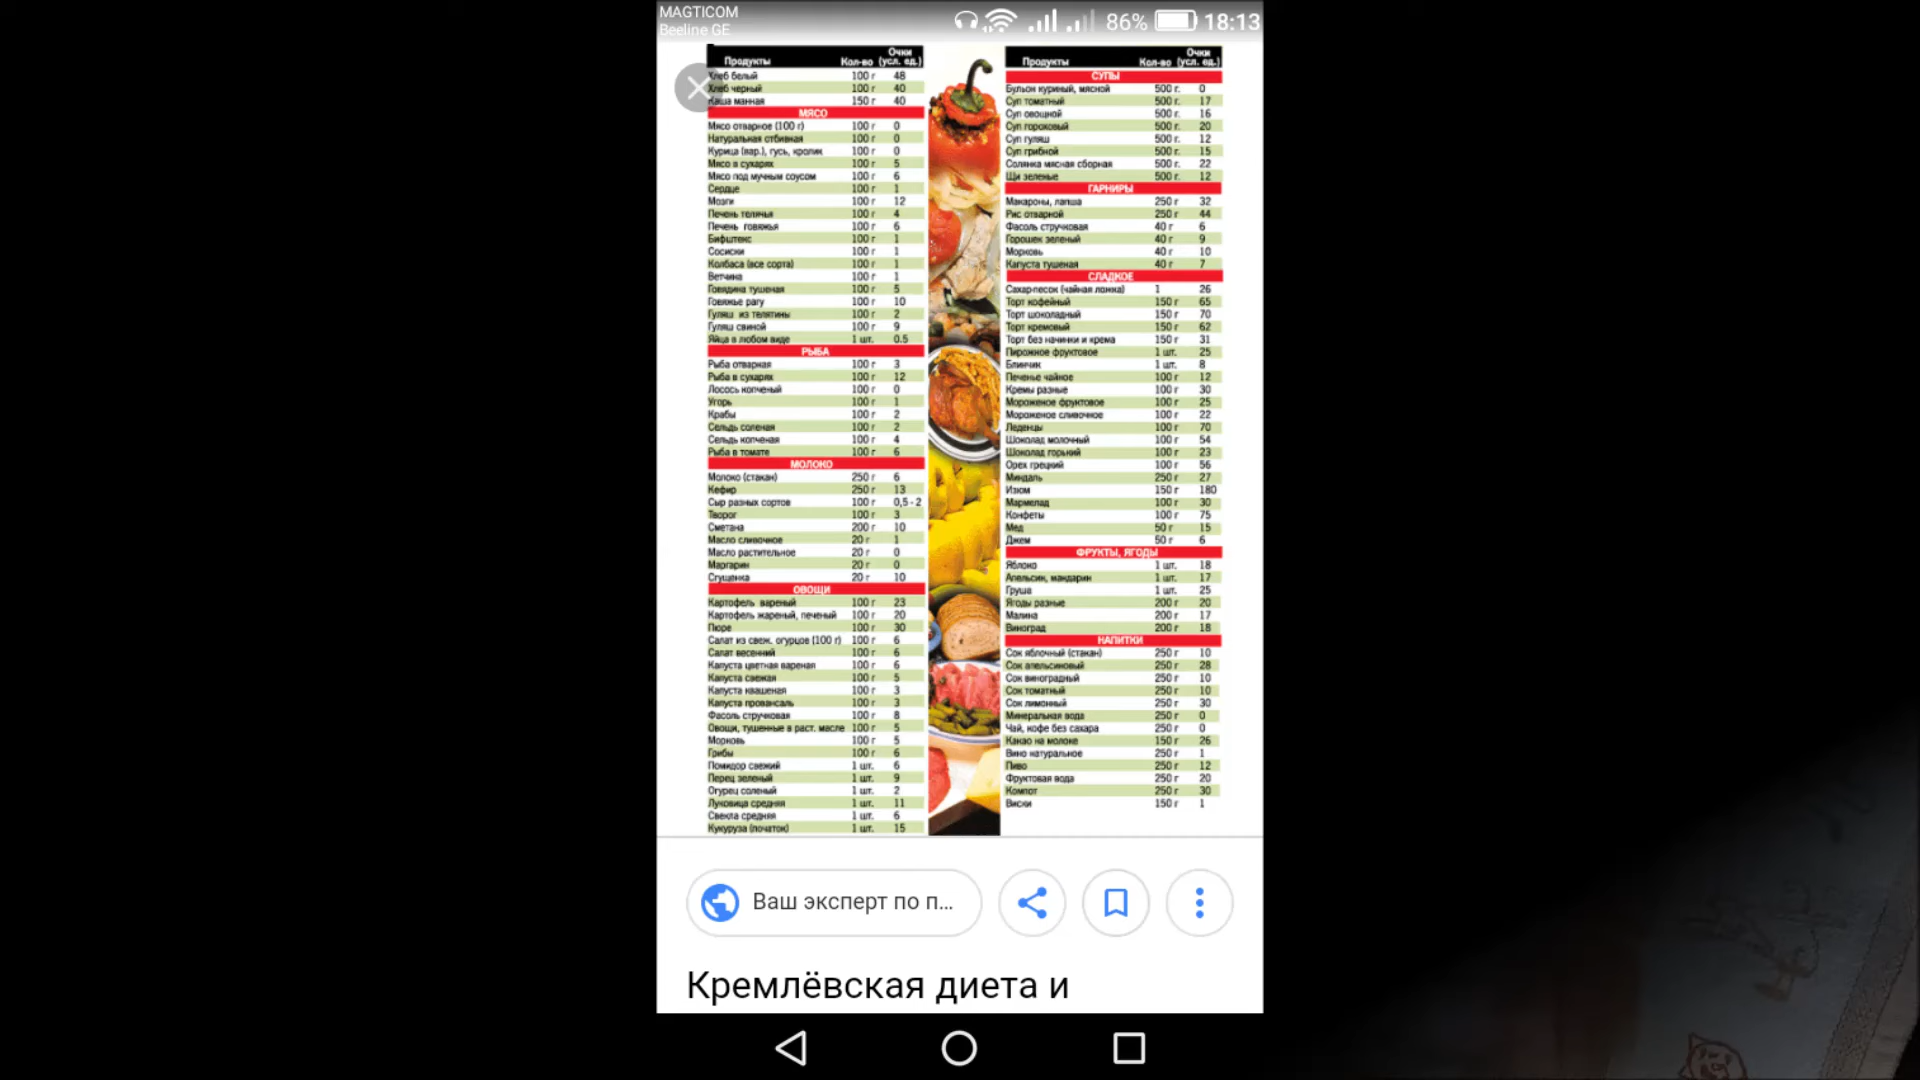 MAGTICOM
Beeline GE
86% 18:13
Продукты Кол-во Очки (усл. ед.)
Хлеб белый 100 г 48
Хлеб черный 100 г 40
Каша манная 150 г 40
МЯСО
Мясо отварное (100 г) 100 г 0
Натуральная отбивная 100 г 0
Курица (вар.), гусь, кролик 100 г 0
Мясо в сухарях 100 г 5
Мясо под мучным соусом 100 г 6
Сердце 100 г 1
Мозги 100 г 12
Печень телячья 100 г 4
Печень говяжья 100 г 6
Бифштекс 100 г 1
Сосиски 100 г 1
Колбаса (все сорта) 100 г 1
Ветчина 100 г 1
Говядина тушеная 100 г 5
Говяжье рагу 100 г 10
Гуляш из телятины 100 г 2
Гуляш свиной 100 г 9
Яйца в любом виде 1 шт. 0.5
РЫБА
Рыба отварная 100 г 3
Рыба в сухарях 100 г 12
Лосось копченый 100 г 0
Угорь 100 г 1
Крабы 100 г 2
Сельдь соленая 100 г 2
Сельдь копченая 100 г 4
Рыба в томате 100 г 6
МОЛОКО
Молоко (стакан) 250 г 6
Кефир 250 г 13
Сыр разных сортов 100 г 0,5 - 2
Творог 100 г 3
Сметана 200 г 10
Масло сливочное 20 г 1
Масло растительное 20 г 0
Маргарин 20 г 0
Сгущенка 20 г 10
ОВОЩИ
Картофель вареный 100 г 23
Картофель жареный, печеный 100 г 20
Пюре 100 г 30
Салат из свеж. огурцов (100 г) 100 г 6
Салат весенний 100 г 6
Капуста цветная вареная 100 г 6
Капуста свежая 100 г 5
Капуста квашеная 100 г 3
Капуста провансаль 100 г 3
Фасоль стручковая 100 г 8
Овощи, тушенные в раст. масле 100 г 5
Морковь 100 г 5
Грибы 100 г 6
Помидор свежий 1 шт. 6
Перец зеленый 1 шт. 9
Огурец соленый 1 шт. 2
Луковица средняя 1 шт. 11
Свекла средняя 1 шт. 6
Кукуруза (початок) 1 шт. 15
Продукты Кол-во Очки (усл. ед.)
СУПЫ
Бульон куриный, мясной 500 г. 0
Суп томатный 500 г. 17
Суп овощной 500 г. 16
Суп гороховый 500 г. 20
Суп гуляш 500 г. 12
Суп грибной 500 г. 15
Солянка мясная сборная 500 г. 22
Щи зеленые 500 г. 12
ГАРНИРЫ
Макароны, лапша 250 г 32
Рис отварной 250 г 44
Фасоль стручковая 40 г 6
Горошек зеленый 40 г 9
Морковь 40 г 10
Капуста тушеная 40 г 7
СЛАДКОЕ
Сахар-песок (чайная ложка) 1 26
Торт кофейный 150 г 65
Торт шоколадный 150 г 70
Торт кремовый 150 г 62
Торт без начинки и крема 150 г 31
Пирожное фруктовое 1 шт. 25
Блинчик 1 шт. 8
Печенье чайное 100 г 12
Кремы разные 100 г 30
Мороженое фруктовое 100 г 25
Мороженое сливочное 100 г 22
Леденцы 100 г 70
Шоколад молочный 100 г 54
Шоколад горький 100 г 23
Орех грецкий 100 г 56
Миндаль 250 г 27
Изюм 150 г 180
Мармелад 100 г 30
Конфеты 100 г 75
Мед 50 г 15
Джем 50 г 6
ФРУКТЫ, ЯГОДЫ
Яблоко 1 шт. 18
Апельсин, мандарин 1 шт. 17
Груша 1 шт. 25
Ягоды разные 200 г 20
Малина 200 г 17
Виноград 200 г 18
НАПИТКИ
Сок яблочный (стакан) 250 г 10
Сок апельсиновый 250 г 28
Сок виноградный 250 г 10
Сок томатный 250 г 10
Сок лимонный 250 г 30
Минеральная вода 250 г 0
Чай, кофе без сахара 250 г 0
Какао на молоке 150 г 26
Вино натуральное 250 г 1
Пиво 250 г 12
Фруктовая вода 250 г 20
Компот 250 г 30
Виски 150 г 1
Ваш эксперт по п...
Кремлёвская диета и